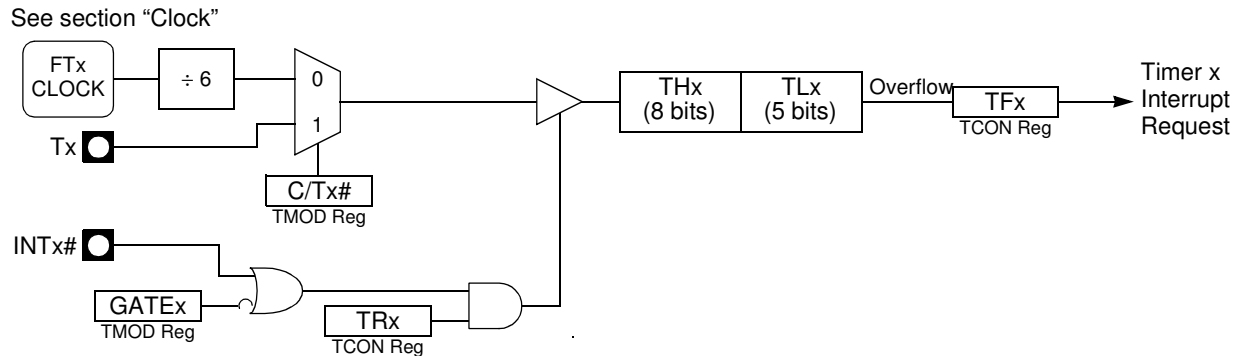 See section “Clock”
FTx
CLOCK
÷ 6
0
1
Tx
C/Tx#
TMOD Reg
THx
(8 bits)
TLx
(5 bits)
Overflow
TFx
TCON Reg
Timer x
Interrupt
Request
INTx#
GATEx
TMOD Reg
TRx
TCON Reg